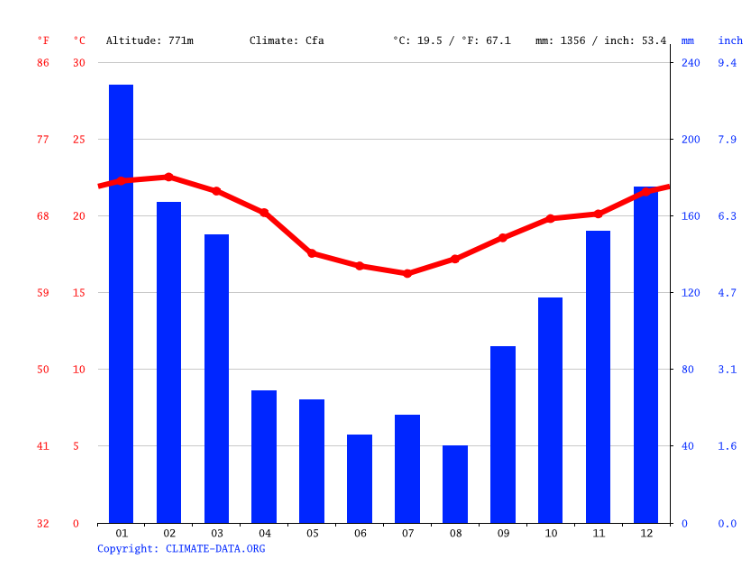 °F °C Altitude: 771m Climate: Cfa °C: 19.5 / °F: 67.1 mm: 1356 / inch: 53.4 mm inch
86 30 240 9.4
77 25 200 7.9
68 20 160 6.3
59 15 120 4.7
50 10 80 3.1
41 5 40 1.6
32 0 0 0.0
01 02 03 04 05 06 07 08 09 10 11 12
Copyright: CLIMATE-DATA.ORG